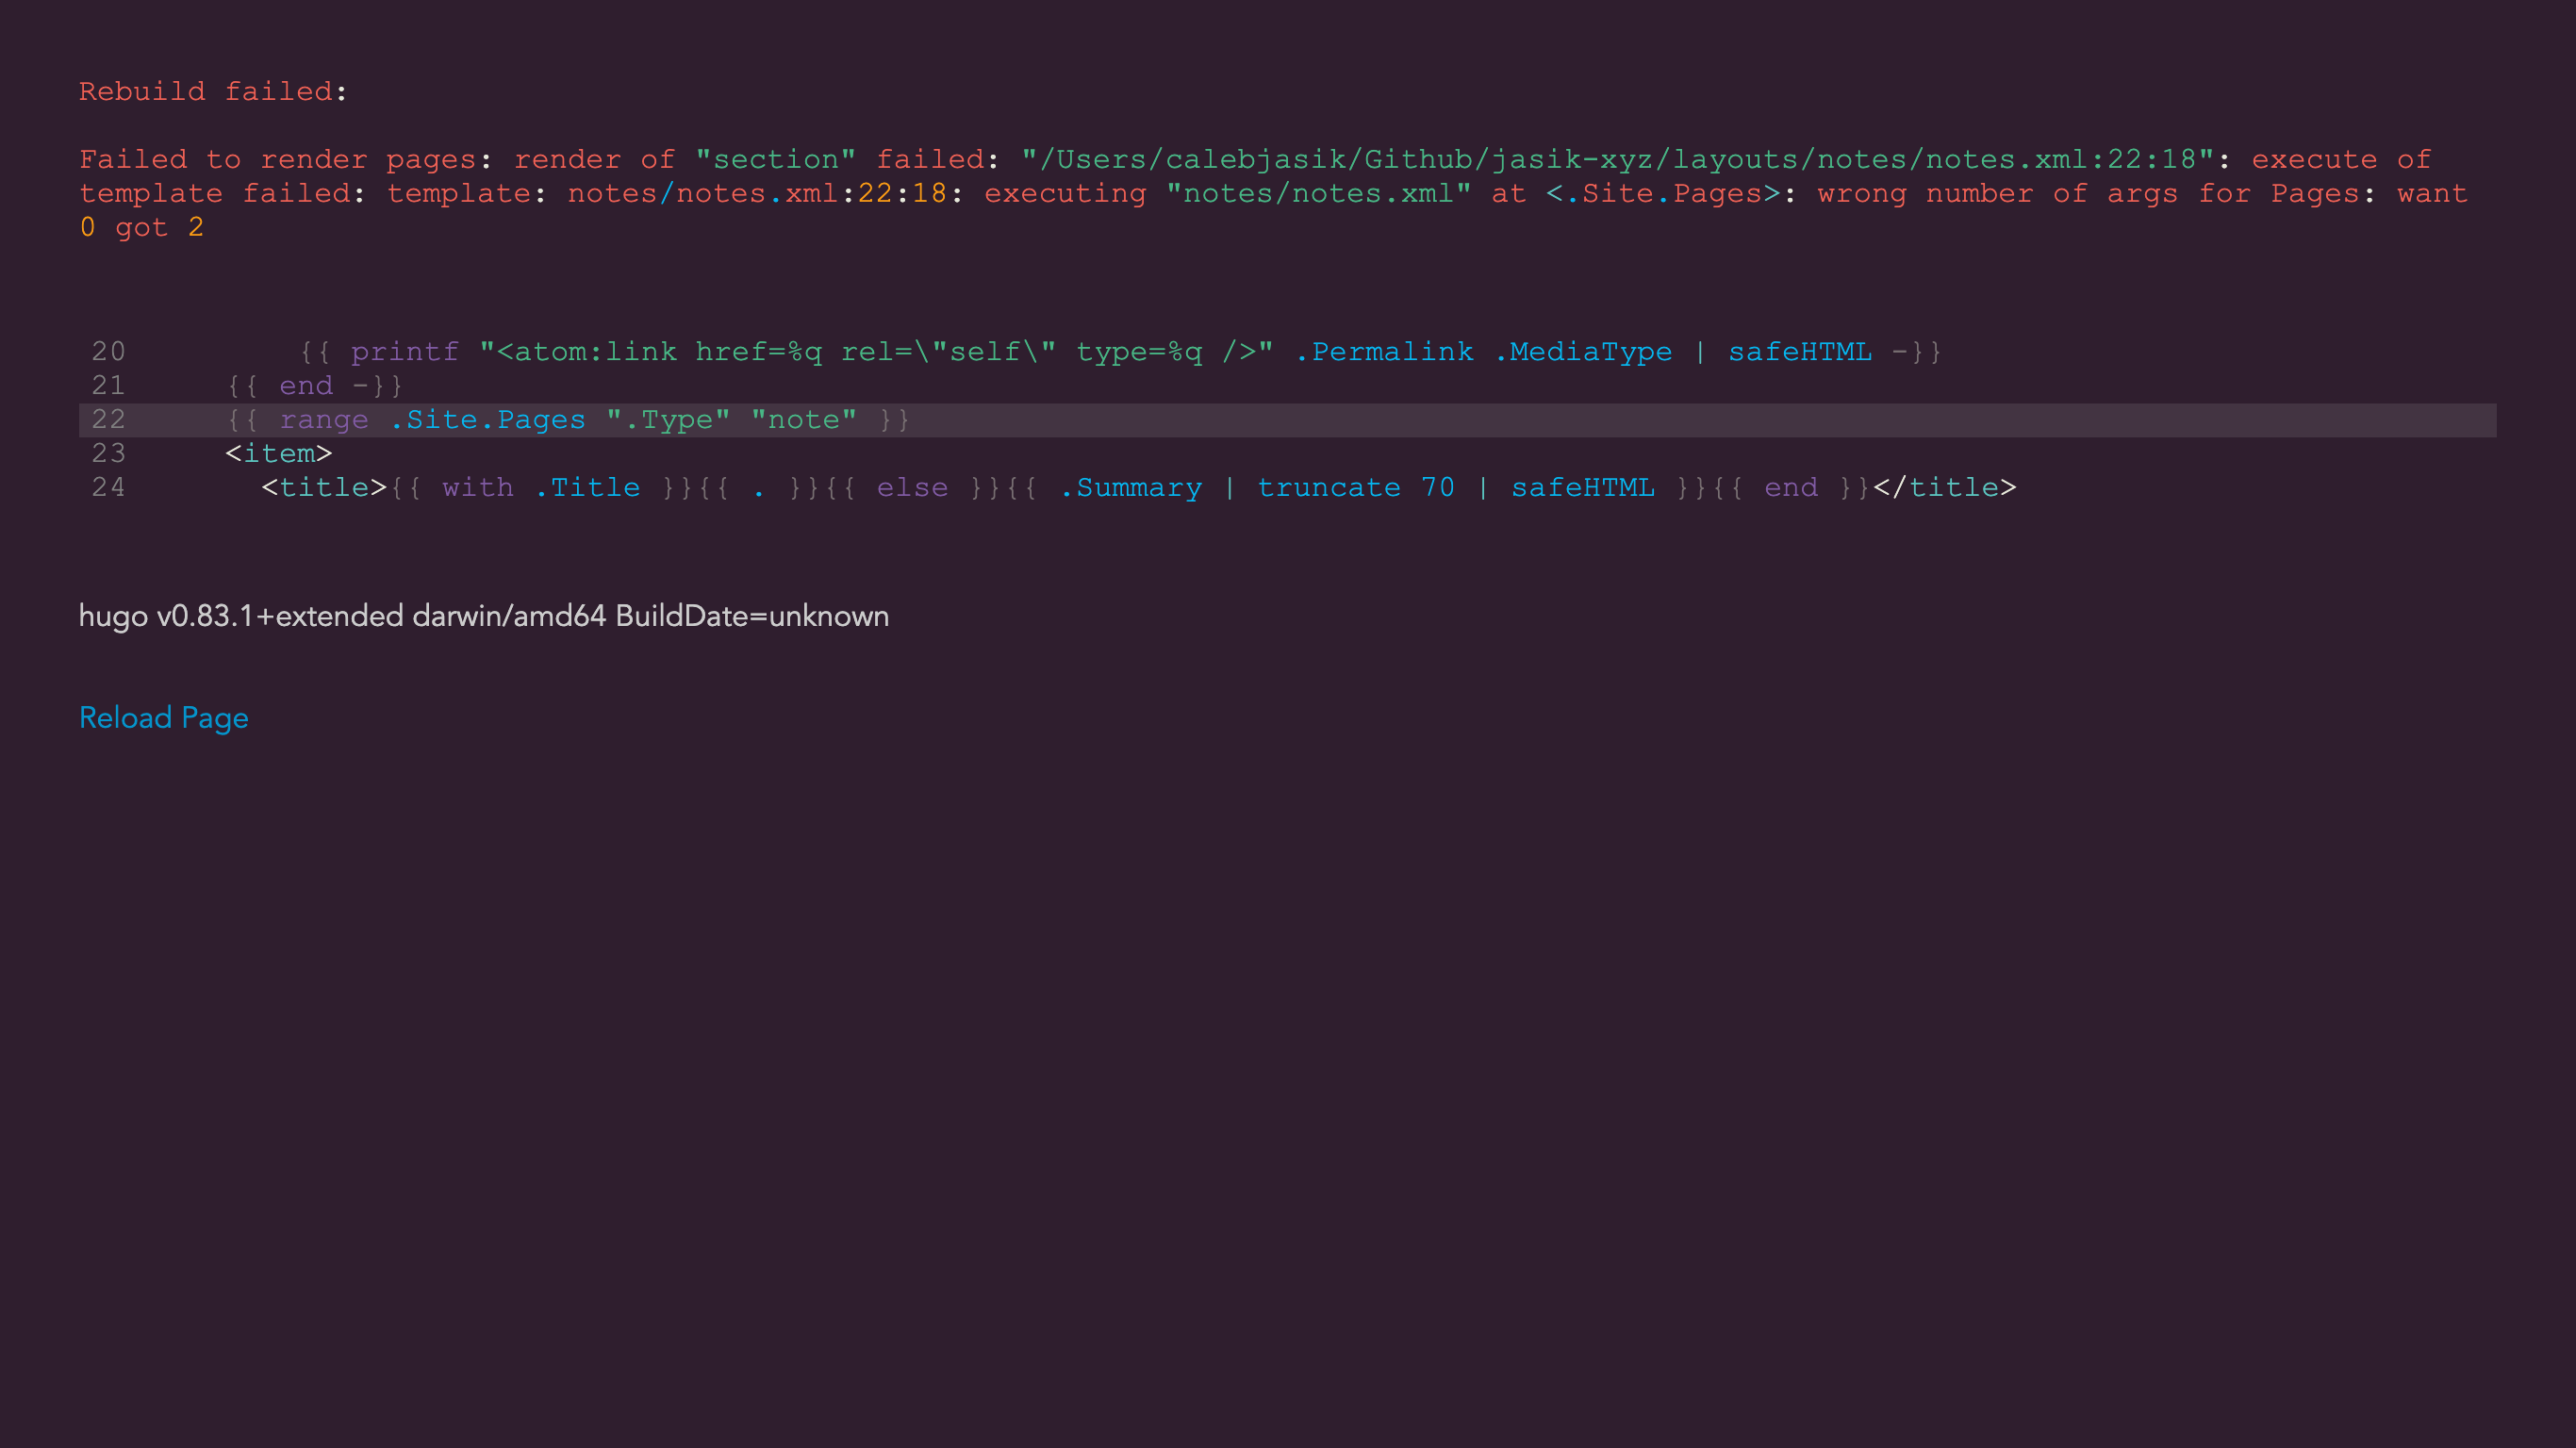 Rebuild failed:
Failed to render pages: render of "section" failed: "/Users/calebjasik/Github/jasik-xyz/layouts/notes/notes.xml:22:18": execute of
template failed: template: notes/notes.xml:22:18: executing "notes/notes.xml" at <.Site.Pages>: wrong number of args for Pages: want
0 got 2
20 {{ printf "<atom:link href=%q rel=\"self\" type=%q />" .Permalink .MediaType | safeHTML -}}
21 {{ end -}}
22 {{ range .Site.Pages ".Type" "note" }}
23 <item>
24 <title>{{ with .Title }}{{ . }}{{ else }}{{ .Summary | truncate 70 | safeHTML }}{{ end }}</title>
hugo v0.83.1+extended darwin/amd64 BuildDate=unknown
Reload Page